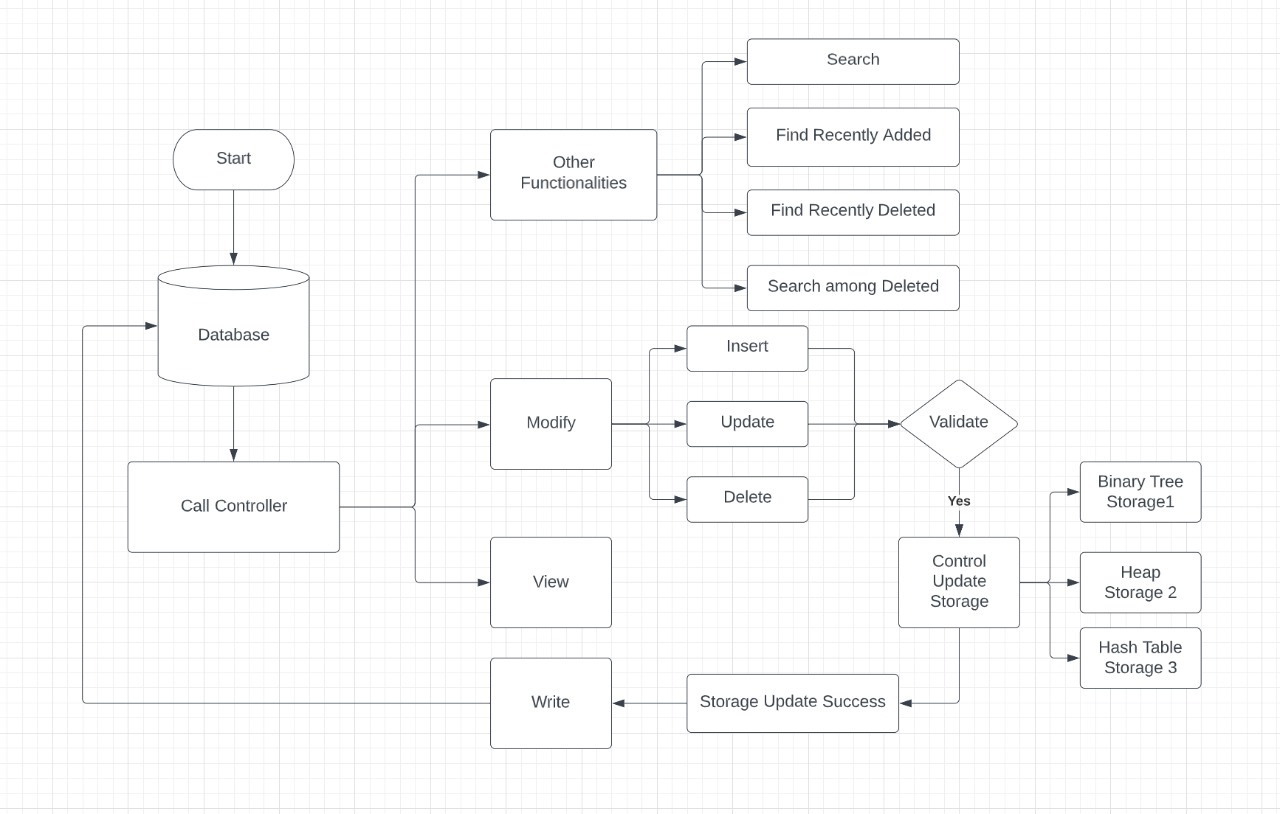 Start
Database
Call Controller
Other
Functionalities
Search
Find Recently Added
Find Recently Deleted
Search among Deleted
Modify
Insert
Update
Delete
Validate
Yes
View
Control
Update
Storage
Binary Tree
Storage1
Heap
Storage 2
Hash Table
Storage 3
Storage Update Success
Write